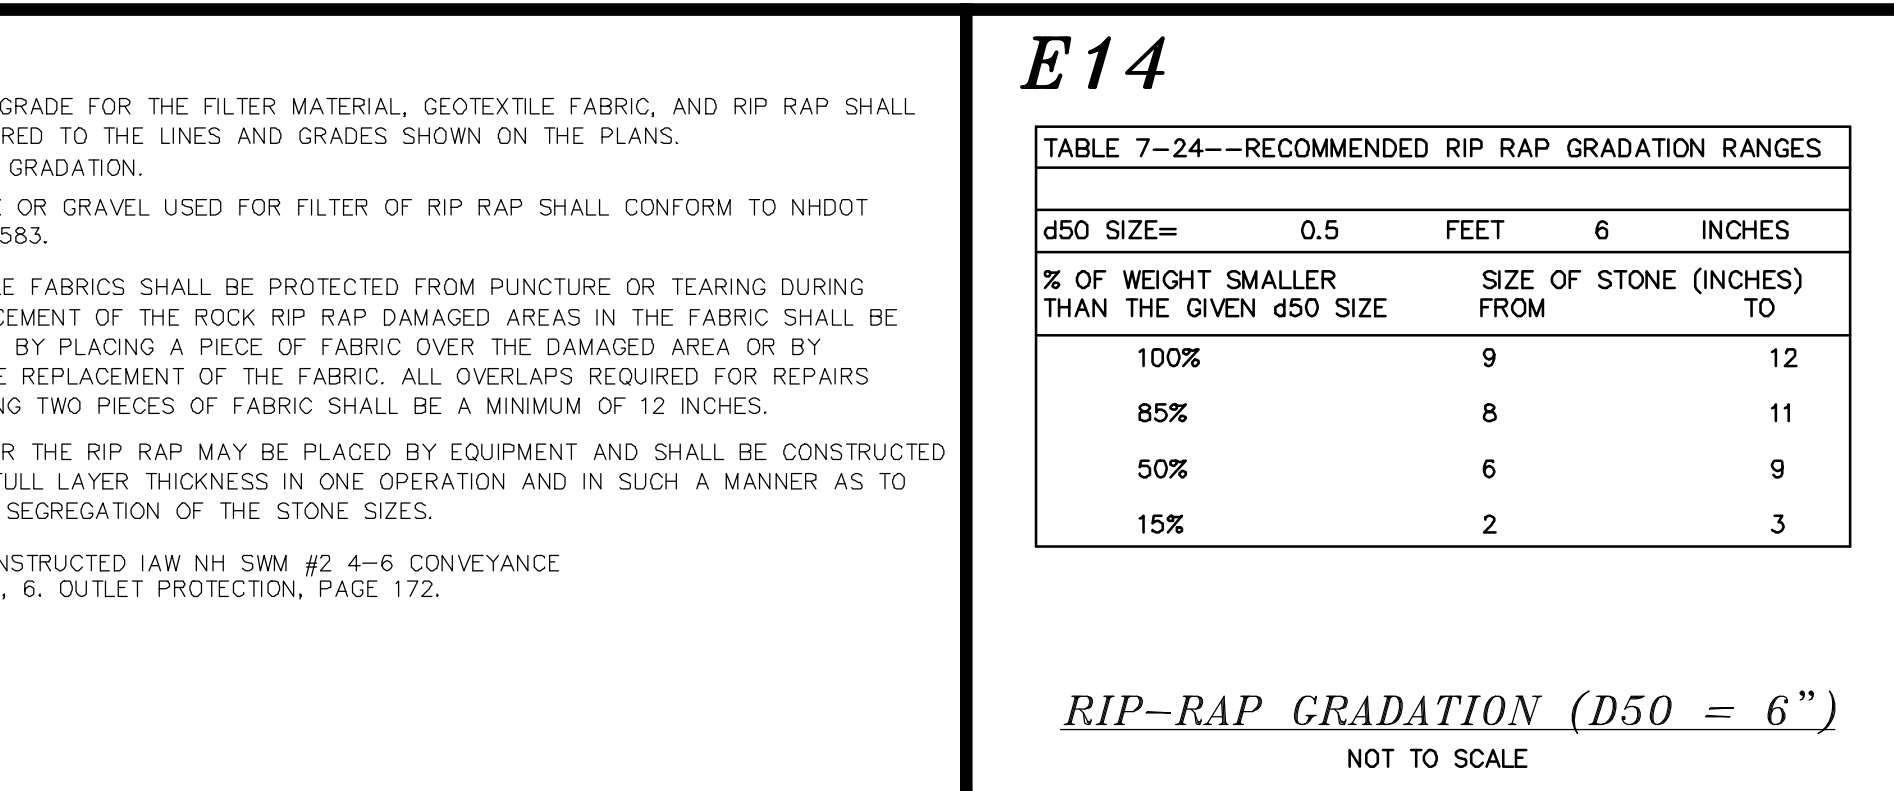 GRADE FOR THE FILTER MATERIAL, GEOTEXTILE FABRIC, AND RIP RAP SHALL
RED TO THE LINES AND GRADES SHOWN ON THE PLANS.
GRADATION.
OR GRAVEL USED FOR FILTER OF RIP RAP SHALL CONFORM TO NHDOT
583.
LE FABRICS SHALL BE PROTECTED FROM PUNCTURE OR TEARING DURING
CEMENT OF THE ROCK RIP RAP DAMAGED AREAS IN THE FABRIC SHALL BE
BY PLACING A PIECE OF FABRIC OVER THE DAMAGED AREA OR BY
E REPLACEMENT OF THE FABRIC. ALL OVERLAPS REQUIRED FOR REPAIRS
NG TWO PIECES OF FABRIC SHALL BE A MINIMUM OF 12 INCHES.
R THE RIP RAP MAY BE PLACED BY EQUIPMENT AND SHALL BE CONSTRUCTED
FULL LAYER THICKNESS IN ONE OPERATION AND IN SUCH A MANNER AS TO
SEGREGATION OF THE STONE SIZES.
NSTRUCTED IAW NH SWM #2 4-6 CONVEYANCE
, 6. OUTLET PROTECTION, PAGE 172.
E14
TABLE 7-24--RECOMMENDED RIP RAP GRADATION RANGES
d50 SIZE= 0.5 FEET 6 INCHES
% OF WEIGHT SMALLER SIZE OF STONE (INCHES)
THAN THE GIVEN d50 SIZE FROM TO
100% 9 12
85% 8 11
50% 6 9
15% 2 3
RIP-RAP GRADATION (D50 = 6")
NOT TO SCALE